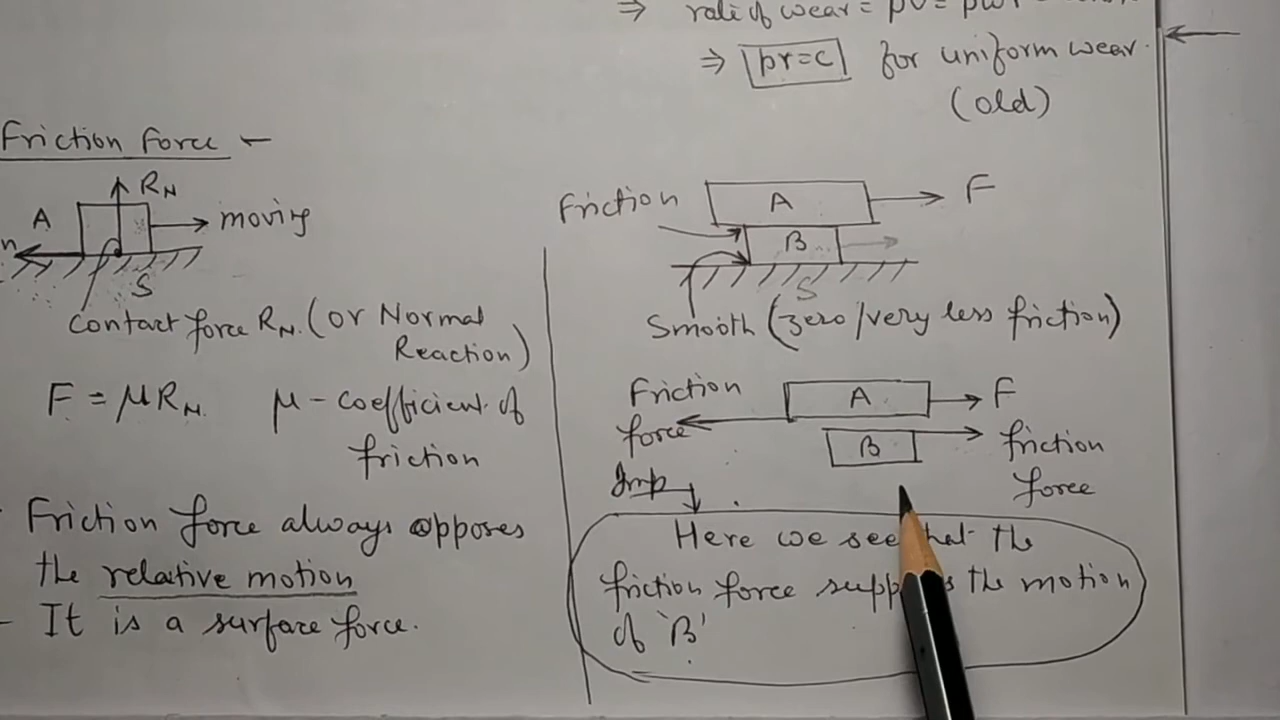 ⇒ rate of wear = pv = pwr
⇒ pr=c for uniform wear.
(old)
Friction Force -
RN
A
moving
S
Contact force RN. (or Normal
Reaction)
F = μRN. μ - coefficient of
friction
Friction force always opposes
the relative motion
- It is a surface force.
Friction A F
B
S
Smooth (zero/very less friction)
Friction A F
force B friction
force
Imp
Here we see that the
friction force supp s the motion
of 'B'